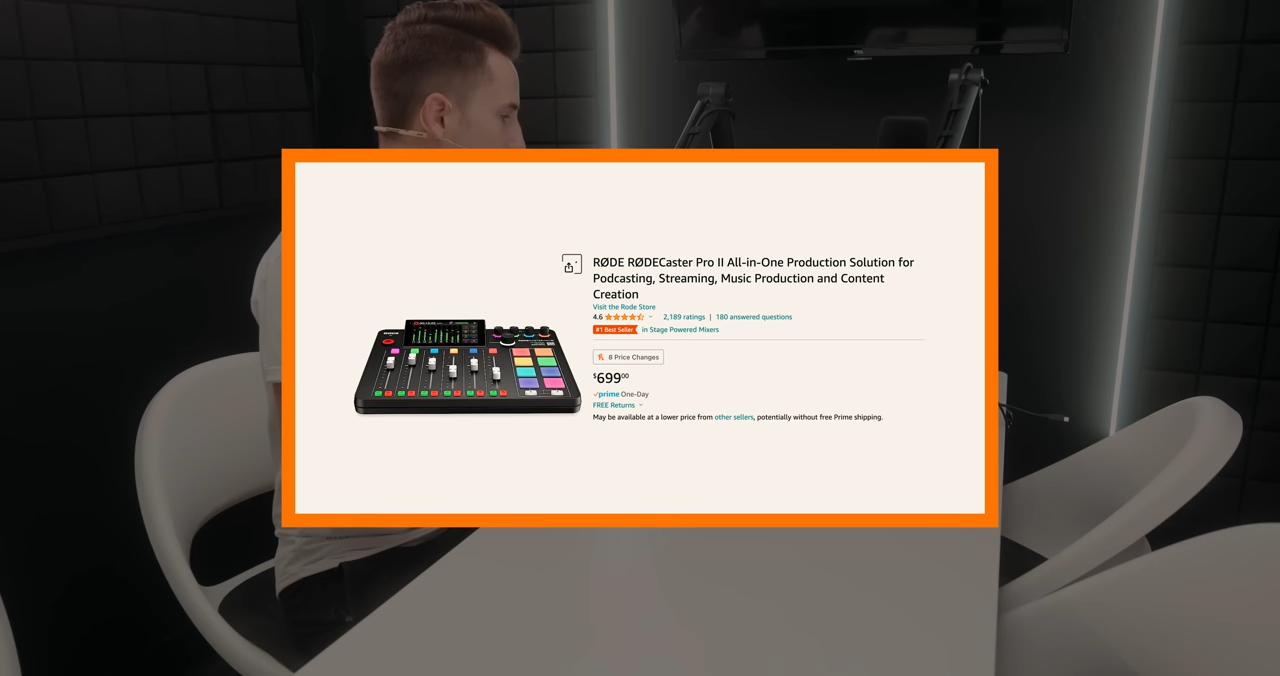 RØDE RØDECaster Pro II All-in-One Production Solution for
Podcasting, Streaming, Music Production and Content
Creation
Visit the Rode Store
4.6 2,189 ratings | 180 answered questions
#1 Best Seller in Stage Powered Mixers
8 Price Changes
$69900
prime One-Day
FREE Returns
May be available at a lower price from other sellers, potentially without free Prime shipping.